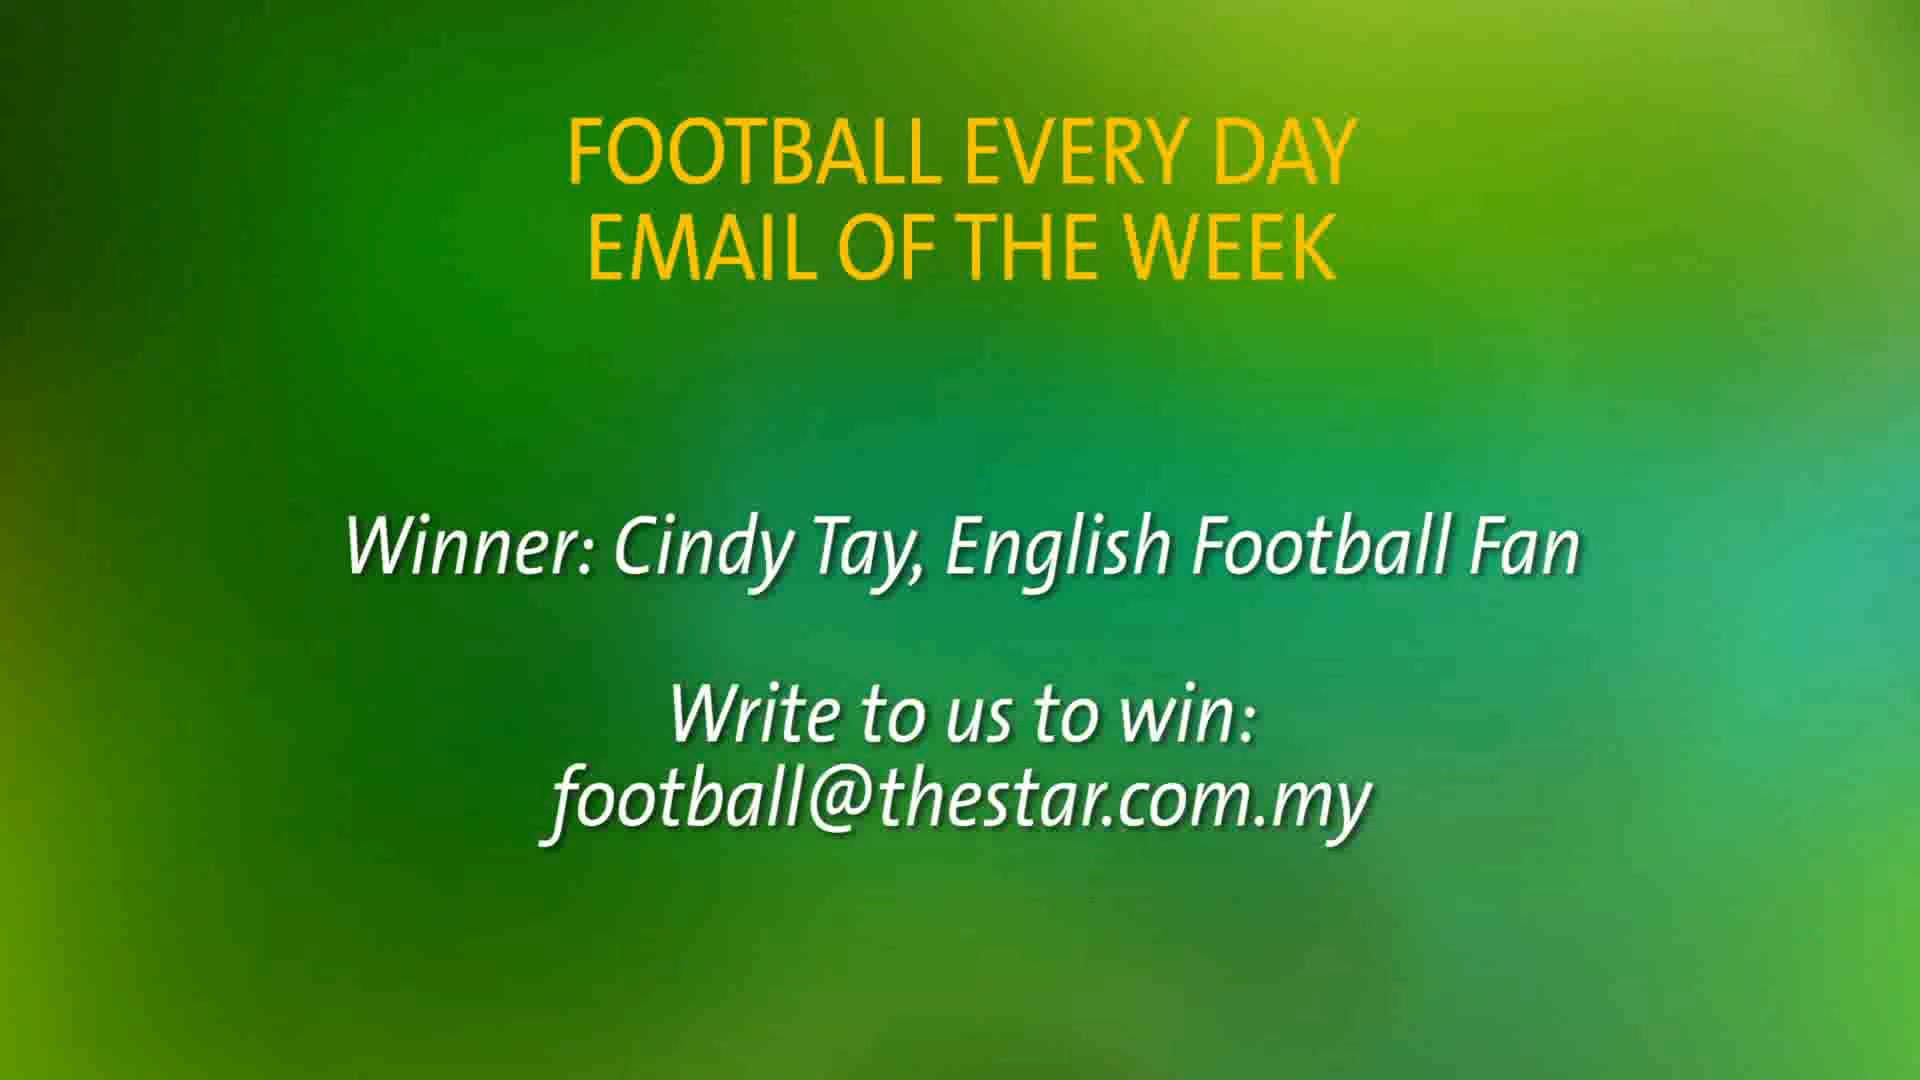 FOOTBALL EVERY DAY
EMAIL OF THE WEEK
Winner: Cindy Tay, English Football Fan
Write to us to win:
football@thestar.com.my